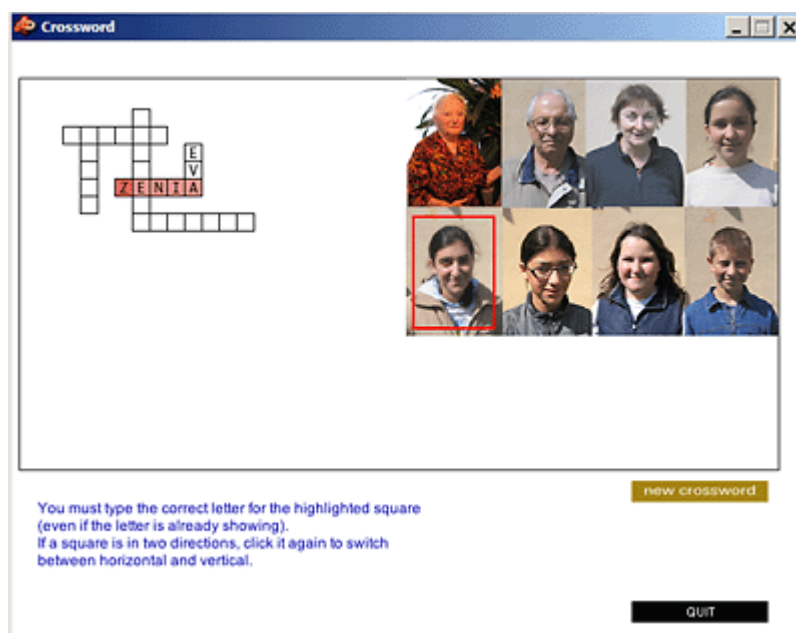 Crossword
E
V
ZENIA
new crossword
You must type the correct letter for the highlighted square
(even if the letter is already showing).
If a square is in two directions, click it again to switch
between horizontal and vertical.
QUIT